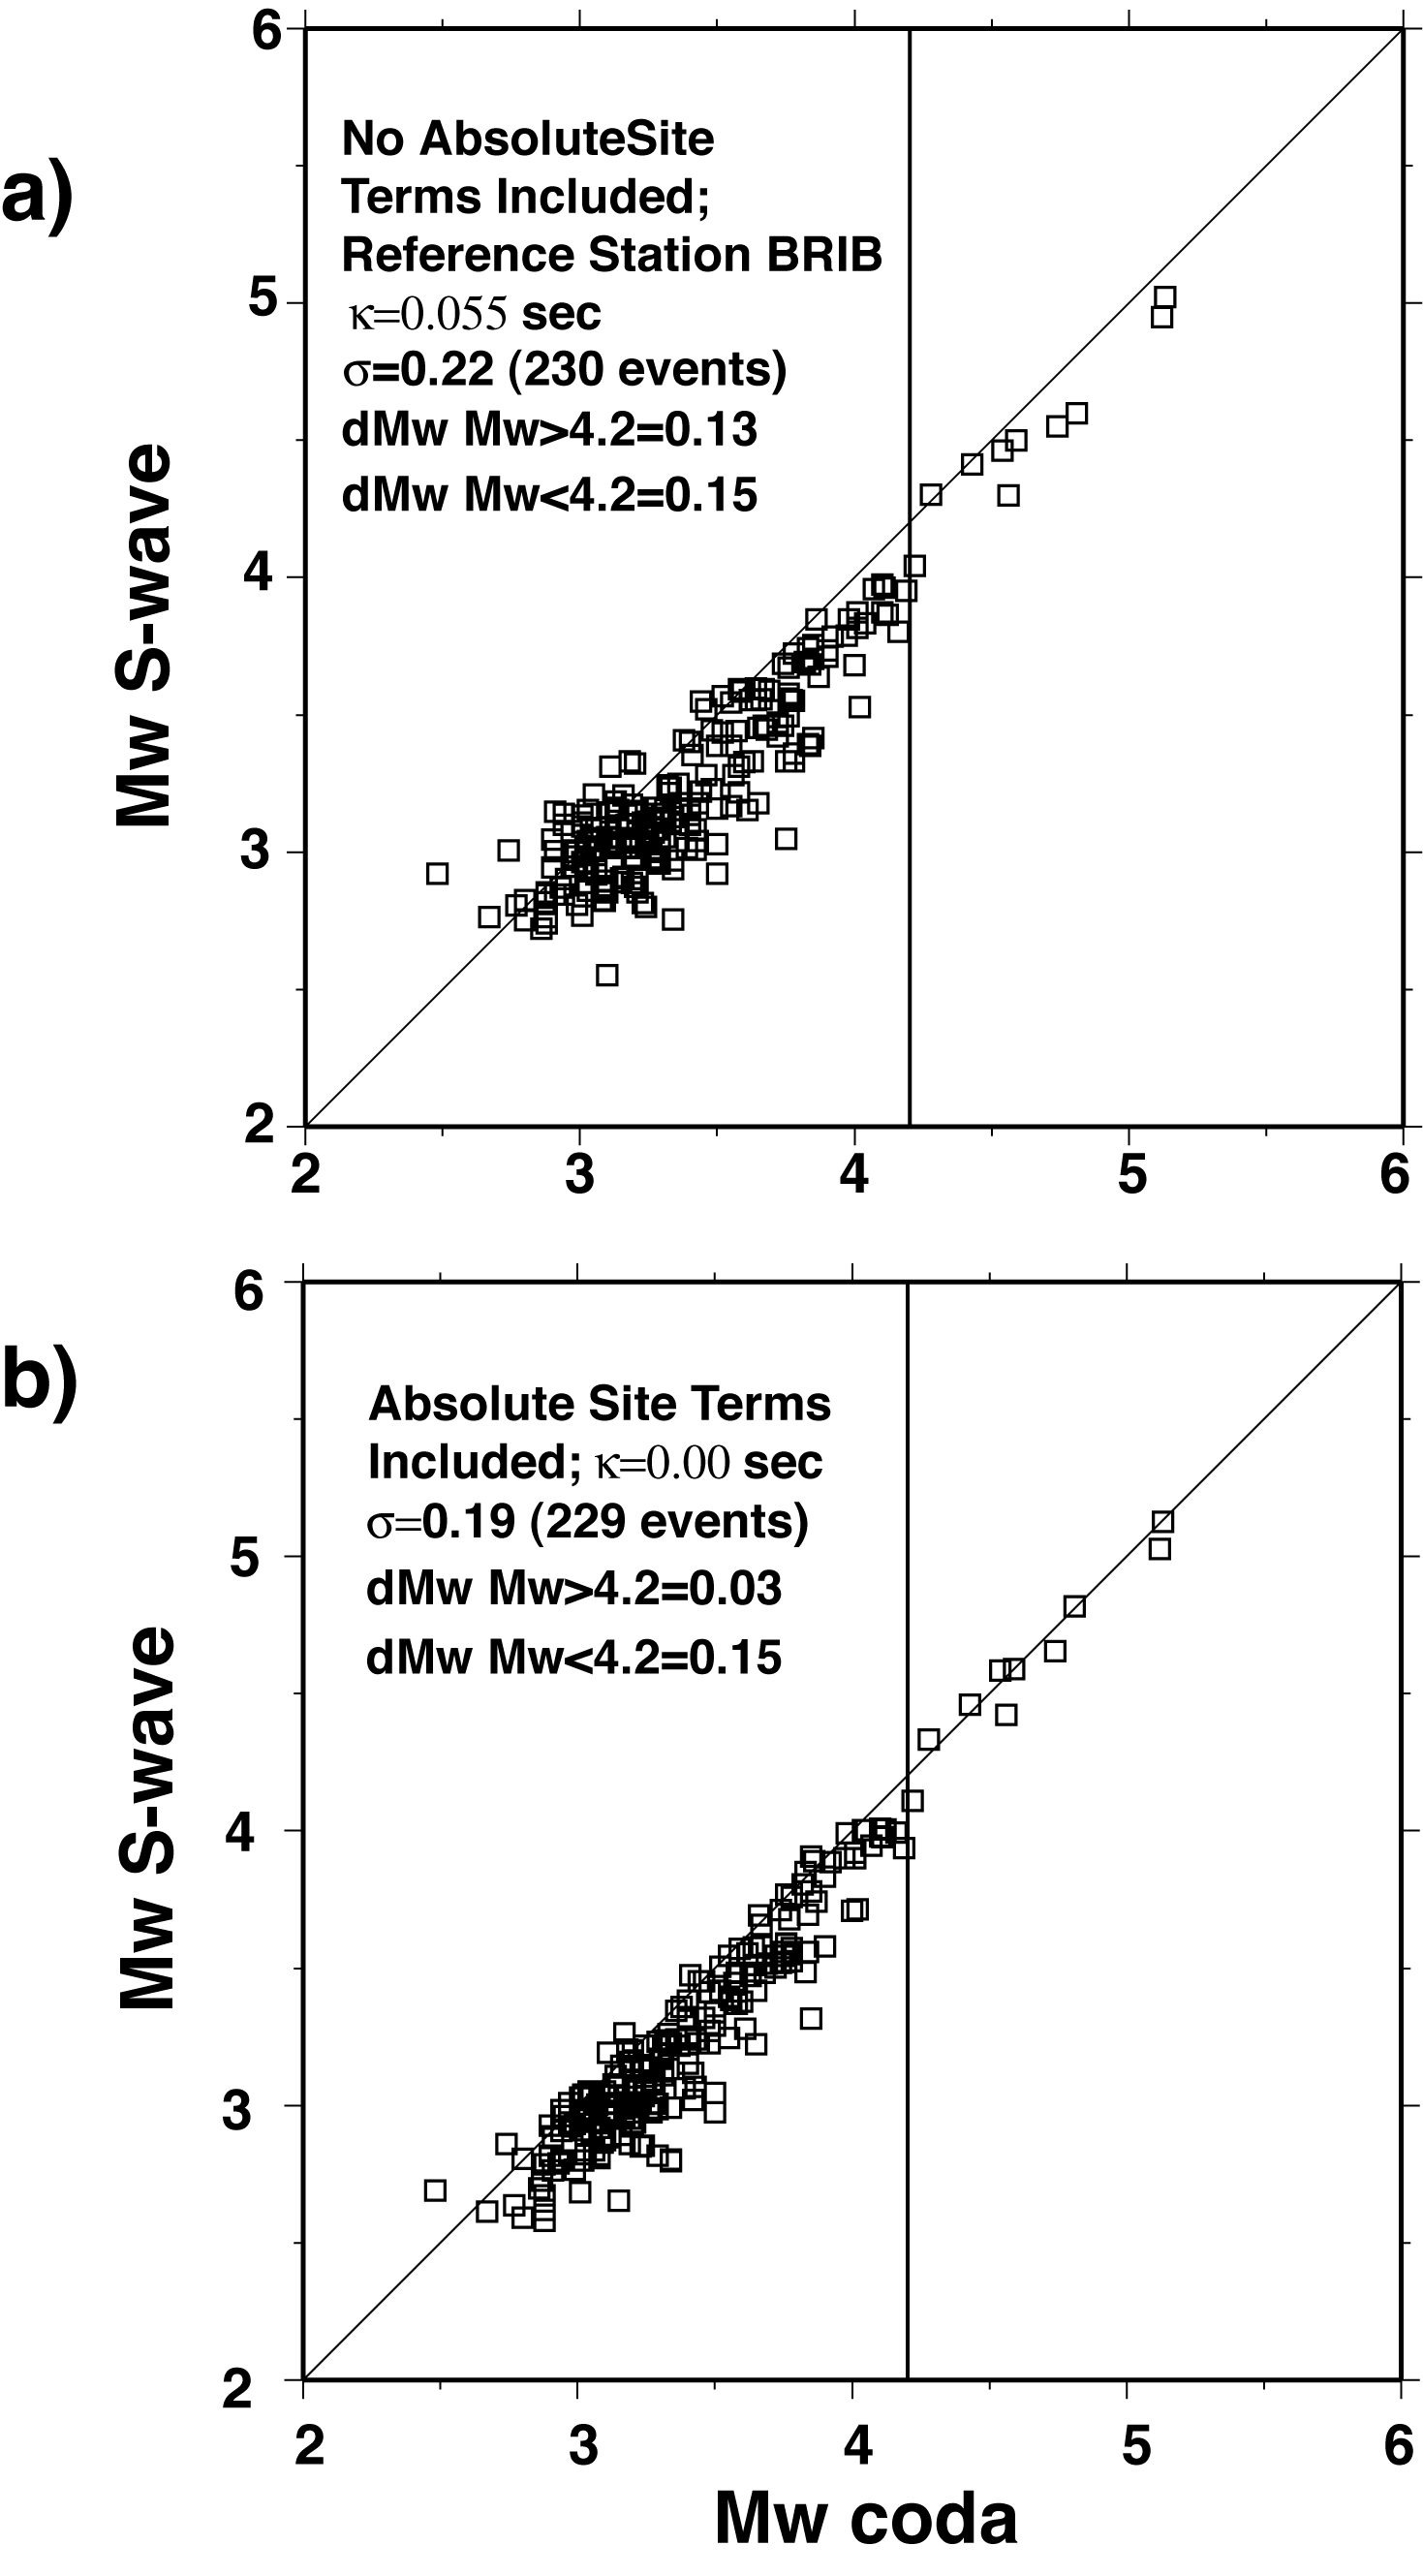 a)
6
No AbsoluteSite
Terms Included;
Reference Station BRIB
κ=0.055 sec
σ=0.22 (230 events)
dMw Mw>4.2=0.13
dMw Mw<4.2=0.15
5
4
3
2
Mw S-wave
2 3 4 5 6
b)
6
Absolute Site Terms
Included; κ=0.00 sec
σ=0.19 (229 events)
dMw Mw>4.2=0.03
dMw Mw<4.2=0.15
5
4
3
2
Mw S-wave
2 3 4 5 6
Mw coda